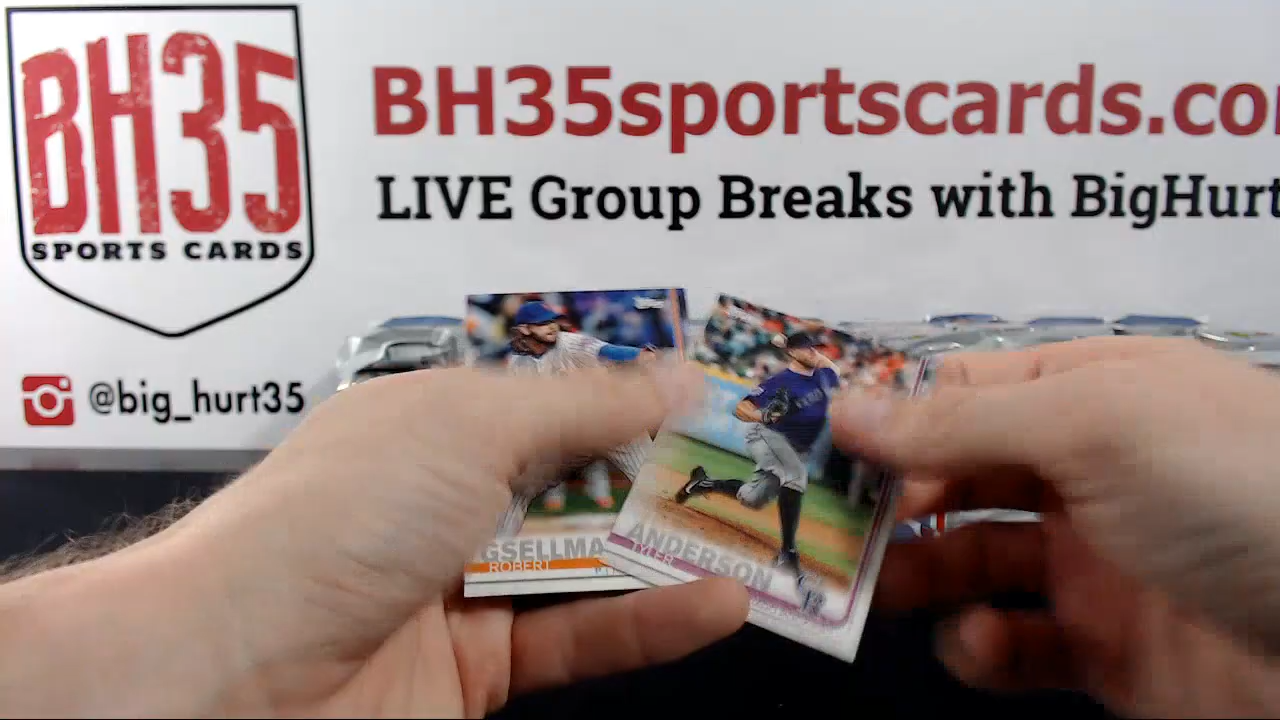 BH35
SPORTS CARDS
BH35sportscards.co
LIVE Group Breaks with BigHurt
@big_hurt35
GSELLMA
ROBERT
ANDERSON
TYLER